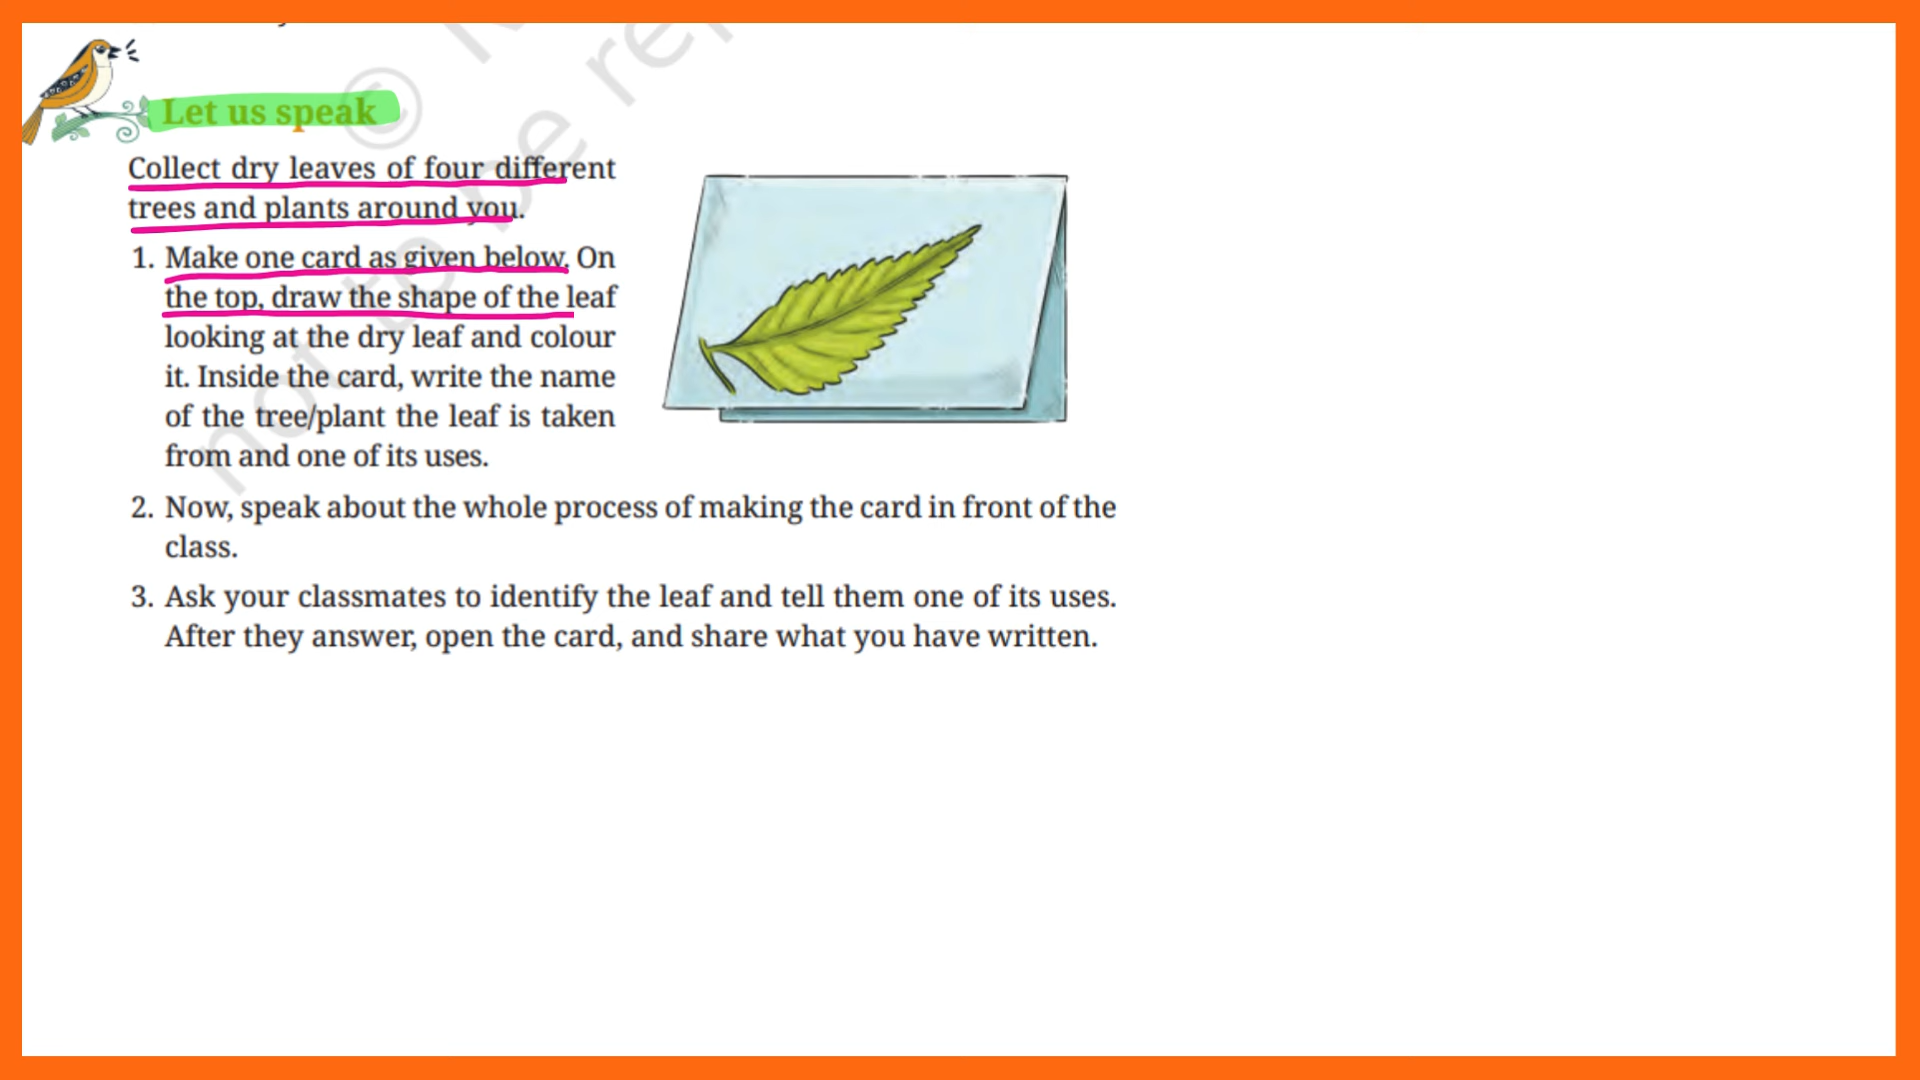 Let us speak
Collect dry leaves of four different
trees and plants around you.
1. Make one card as given below. On
the top, draw the shape of the leaf
looking at the dry leaf and colour
it. Inside the card, write the name
of the tree/plant the leaf is taken
from and one of its uses.
2. Now, speak about the whole process of making the card in front of the
class.
3. Ask your classmates to identify the leaf and tell them one of its uses.
After they answer, open the card, and share what you have written.
©
not to be